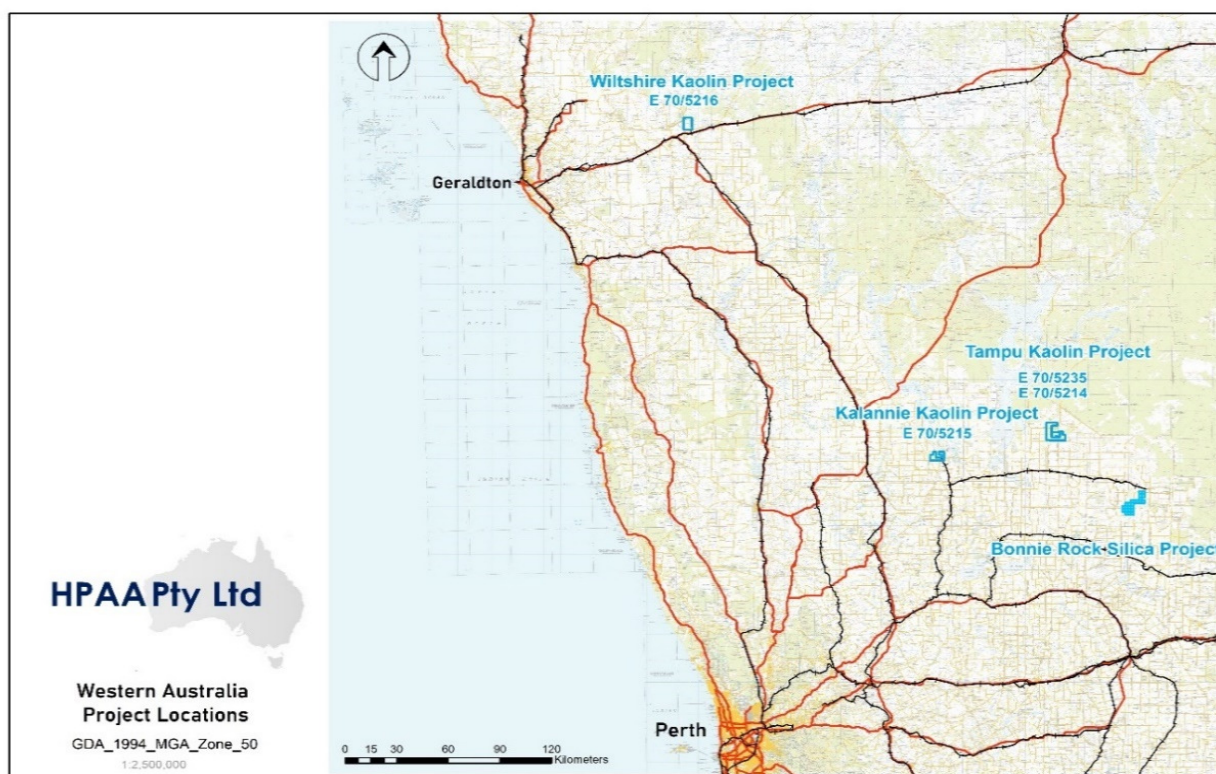 Wiltshire Kaolin Project
E 70/5216
Geraldton
Tampu Kaolin Project
E 70/5235
E 70/5214
Kalannie Kaolin Project
E 70/5215
Bonnie Rock Silica Project
HPAA Pty Ltd
Western Australia
Project Locations
GDA_1994_MGA_Zone_50
1:2,500,000
Perth
0 15 30 60 90 120
Kilometers